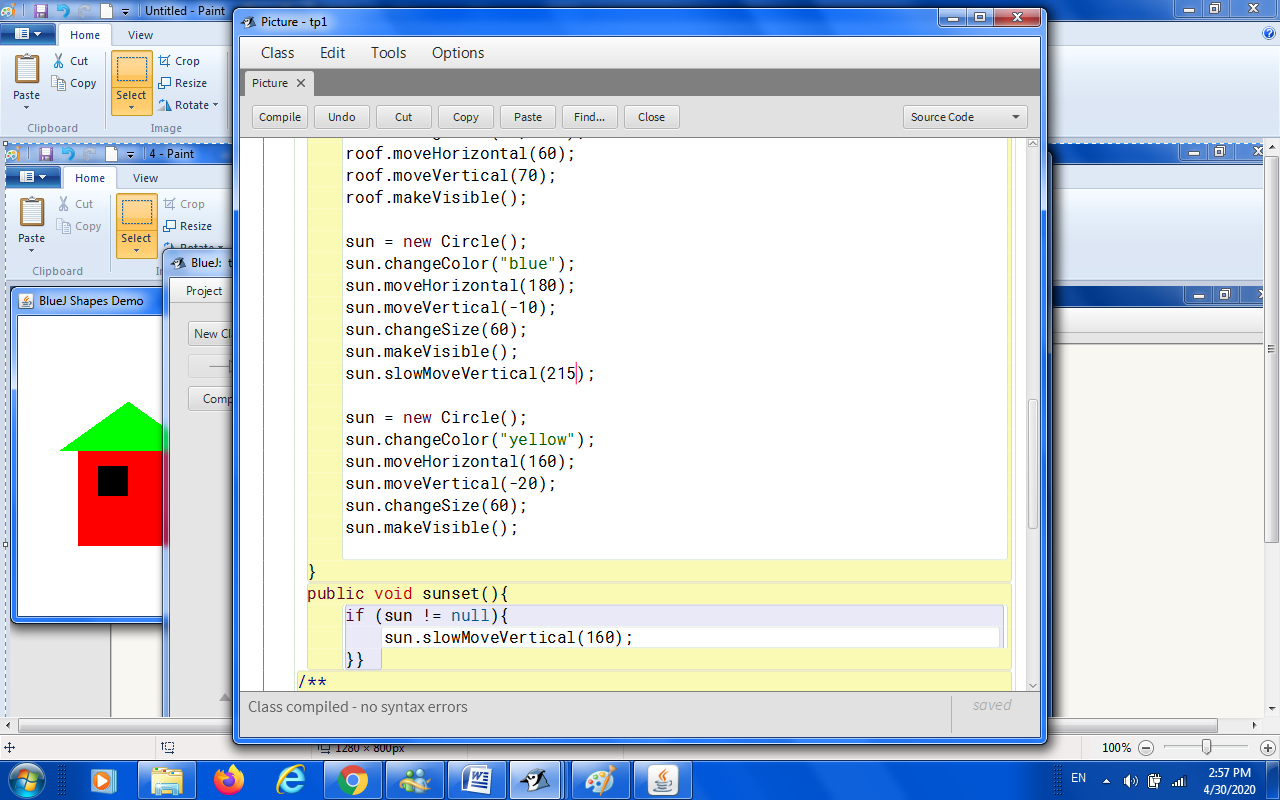 Untitled - Paint
Home
View
Paste
Cut
Copy
Clipboard
Select
Crop
Resize
Rotate
Image
4 - Paint
Home
View
Paste
Cut
Copy
Clipboard
Select
Crop
Resize
Rotate
BlueJ:
Project
New Cl
Comp
BlueJ Shapes Demo
Picture - tp1
Class Edit Tools Options
Picture
Compile Undo Cut Copy Paste Find... Close Source Code
roof.moveHorizontal(60);
roof.moveVertical(70);
roof.makeVisible();
sun = new Circle();
sun.changeColor("blue");
sun.moveHorizontal(180);
sun.moveVertical(-10);
sun.changeSize(60);
sun.makeVisible();
sun.slowMoveVertical(215);
sun = new Circle();
sun.changeColor("yellow");
sun.moveHorizontal(160);
sun.moveVertical(-20);
sun.changeSize(60);
sun.makeVisible();
}
public void sunset(){
if (sun != null){
sun.slowMoveVertical(160);
}}
/**
Class compiled - no syntax errors
saved
1280 × 800px
100%
EN
2:57 PM
4/30/2020